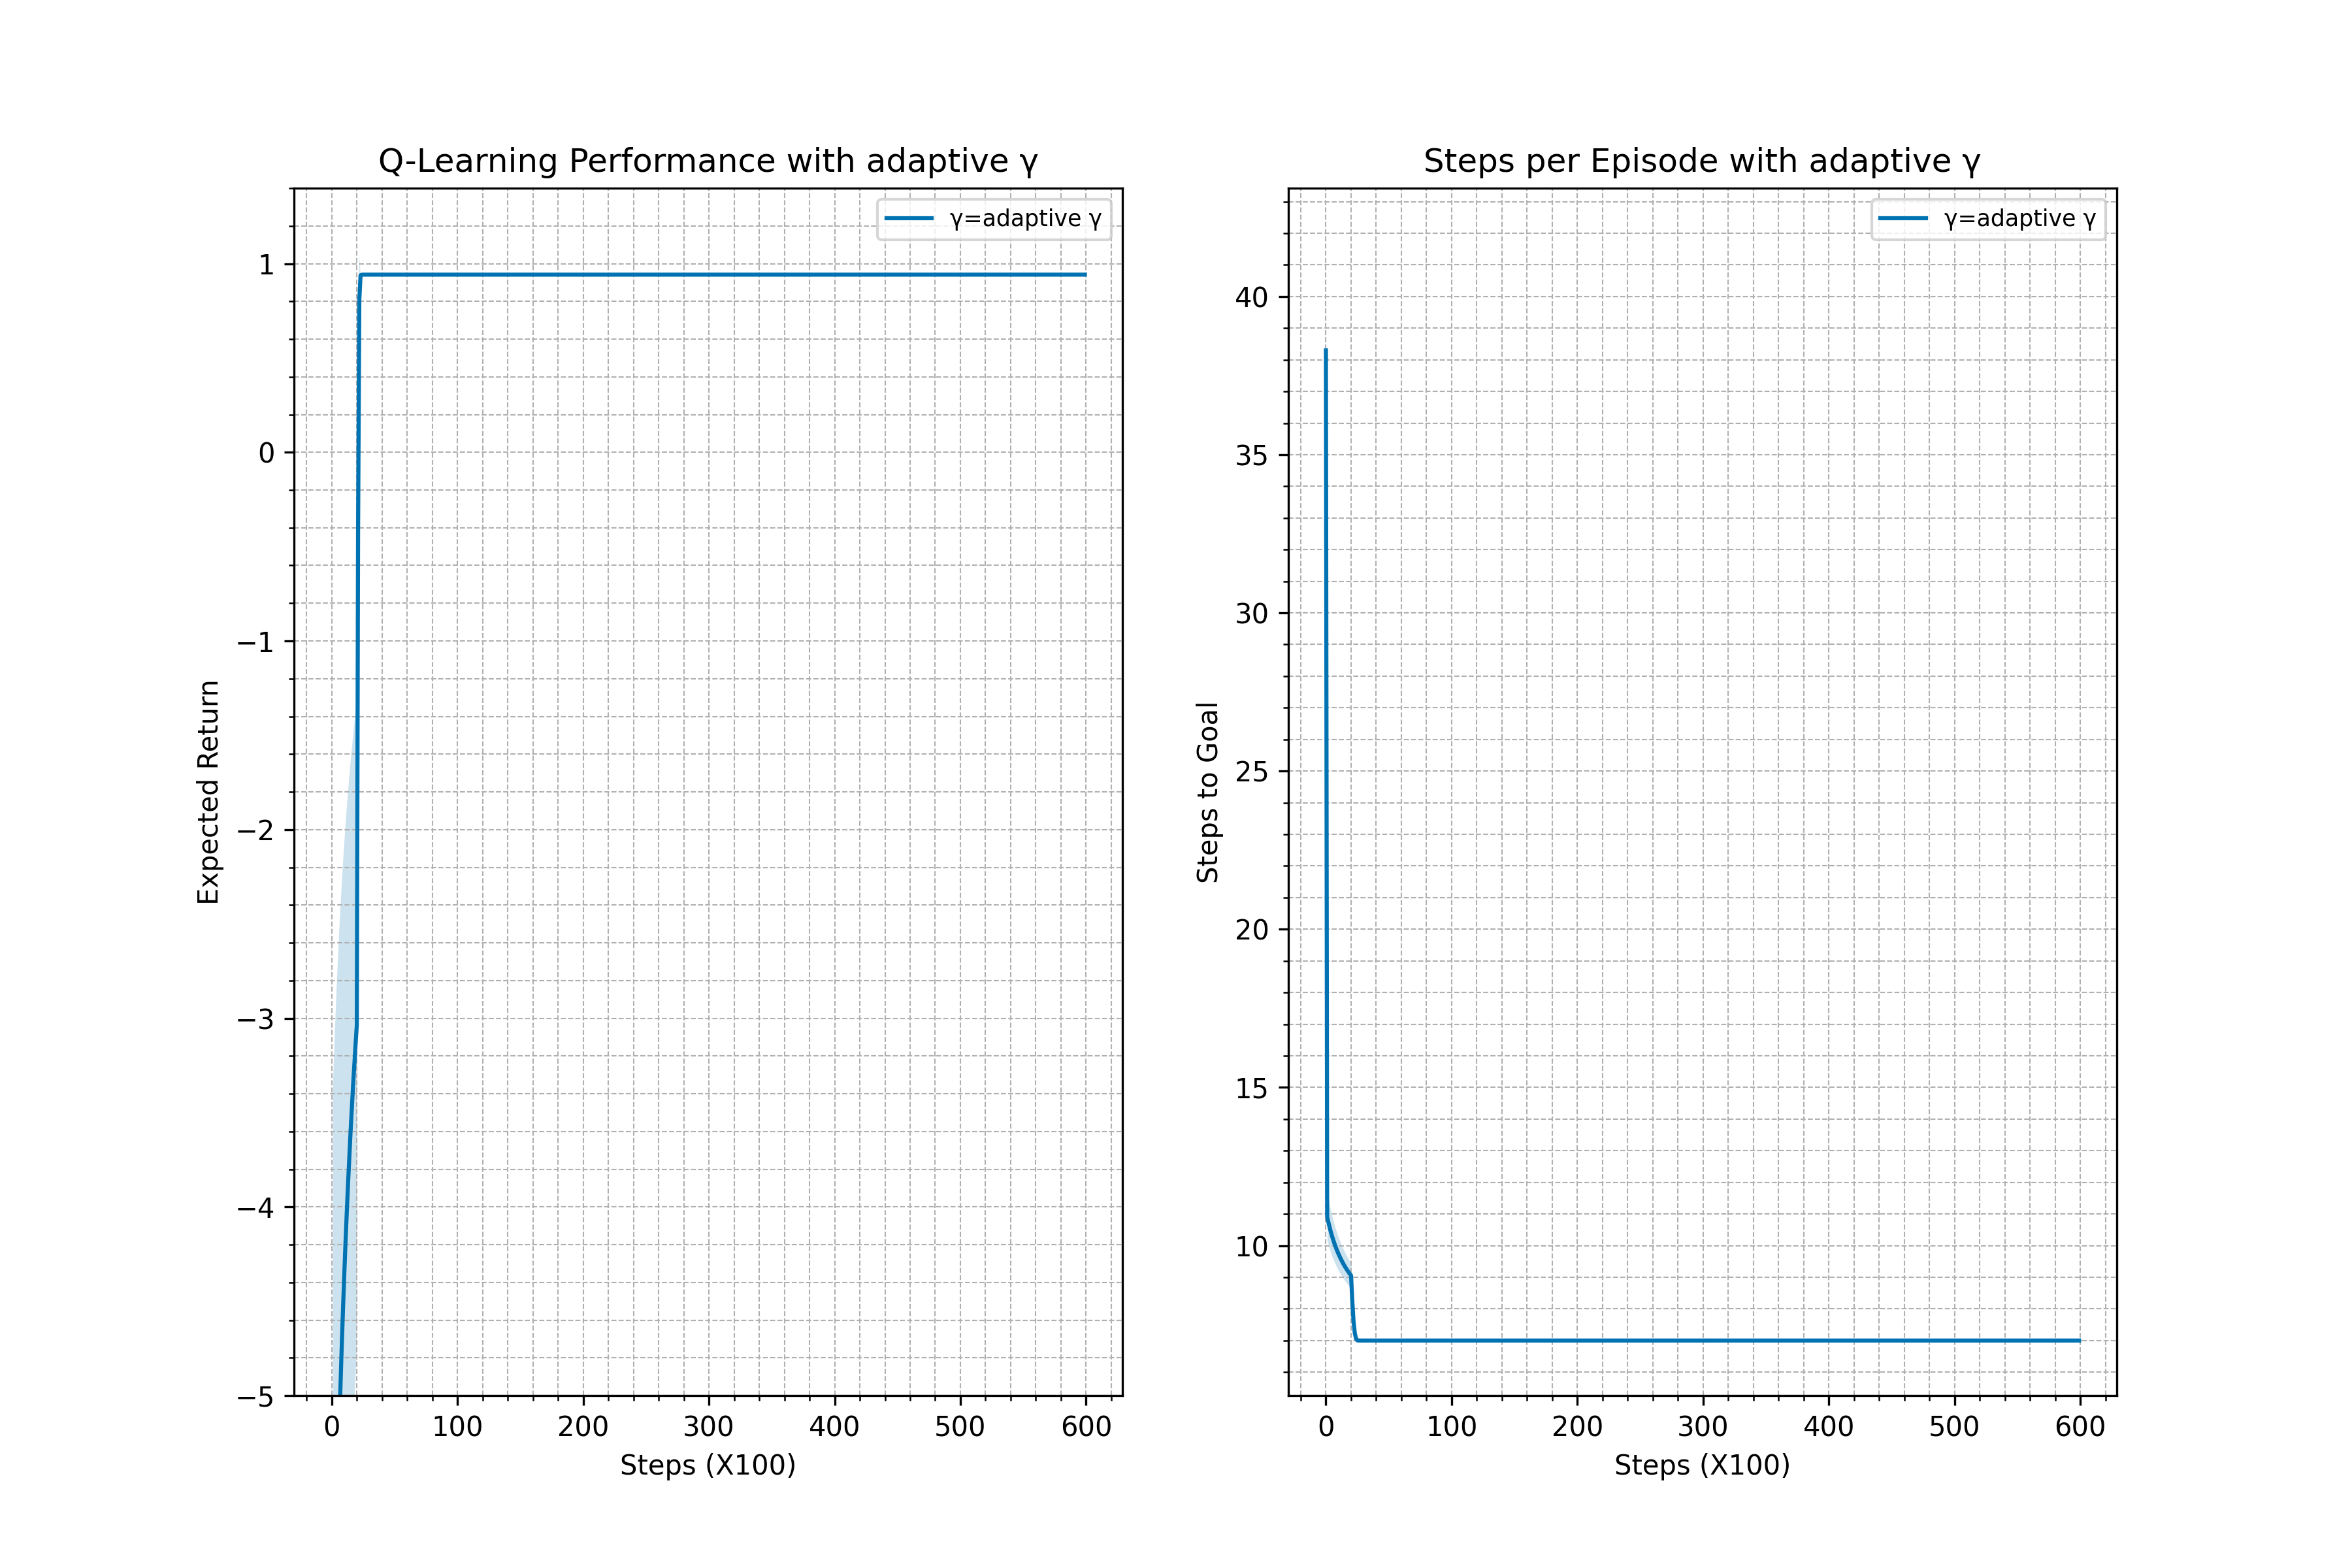 Q-Learning Performance with adaptive γ
γ=adaptive γ
1
0
−1
−2
−3
−4
−5
Expected Return
0 100 200 300 400 500 600
Steps (X100)
Steps per Episode with adaptive γ
γ=adaptive γ
40
35
30
25
20
15
10
Steps to Goal
0 100 200 300 400 500 600
Steps (X100)